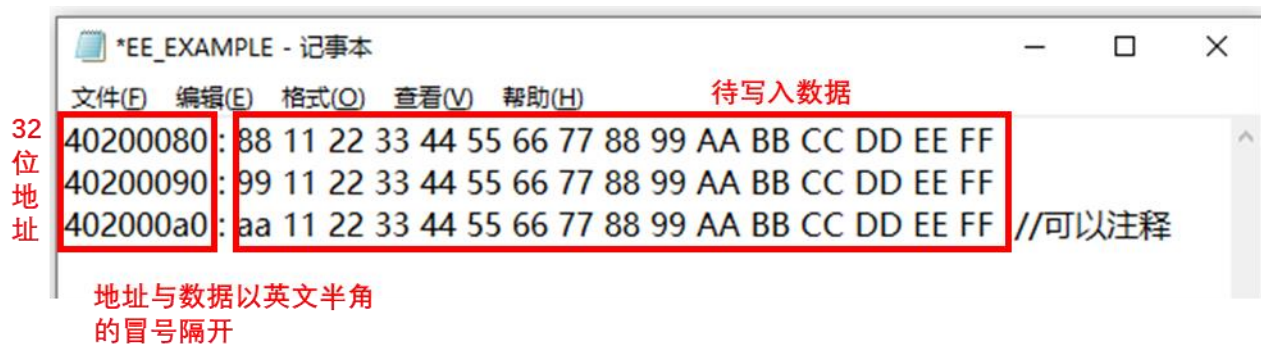 *EE_EXAMPLE - 记事本
文件(F) 编辑(E) 格式(O) 查看(V) 帮助(H)
待写入数据
32
位
地
址
40200080 : 88 11 22 33 44 55 66 77 88 99 AA BB CC DD EE FF
40200090 : 99 11 22 33 44 55 66 77 88 99 AA BB CC DD EE FF
402000a0 : aa 11 22 33 44 55 66 77 88 99 AA BB CC DD EE FF //可以注释
地址与数据以英文半角
的冒号隔开